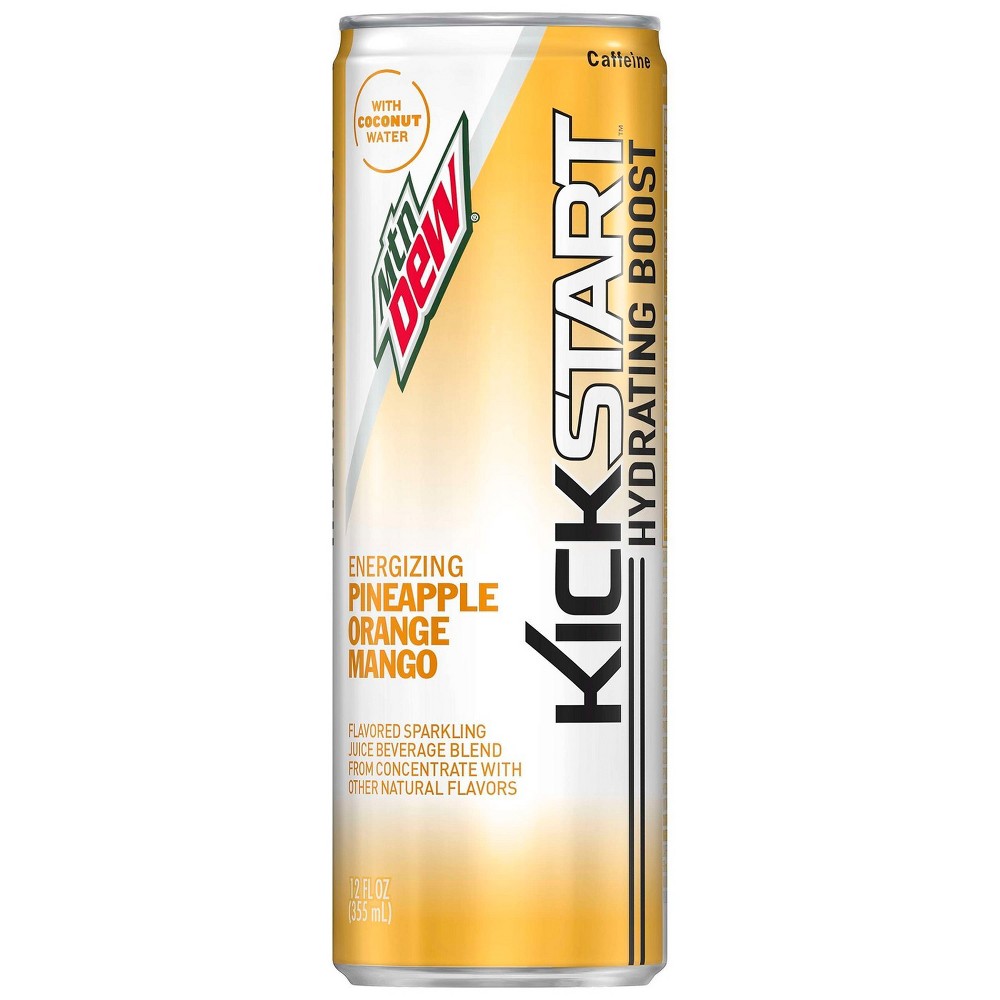 Caffeine
WITH
COCONUT
WATER
Mtn
DEW®
KICKSTART™
HYDRATING BOOST
ENERGIZING
PINEAPPLE
ORANGE
MANGO
FLAVORED SPARKLING
JUICE BEVERAGE BLEND
FROM CONCENTRATE WITH
OTHER NATURAL FLAVORS
12 FL OZ
(355 mL)